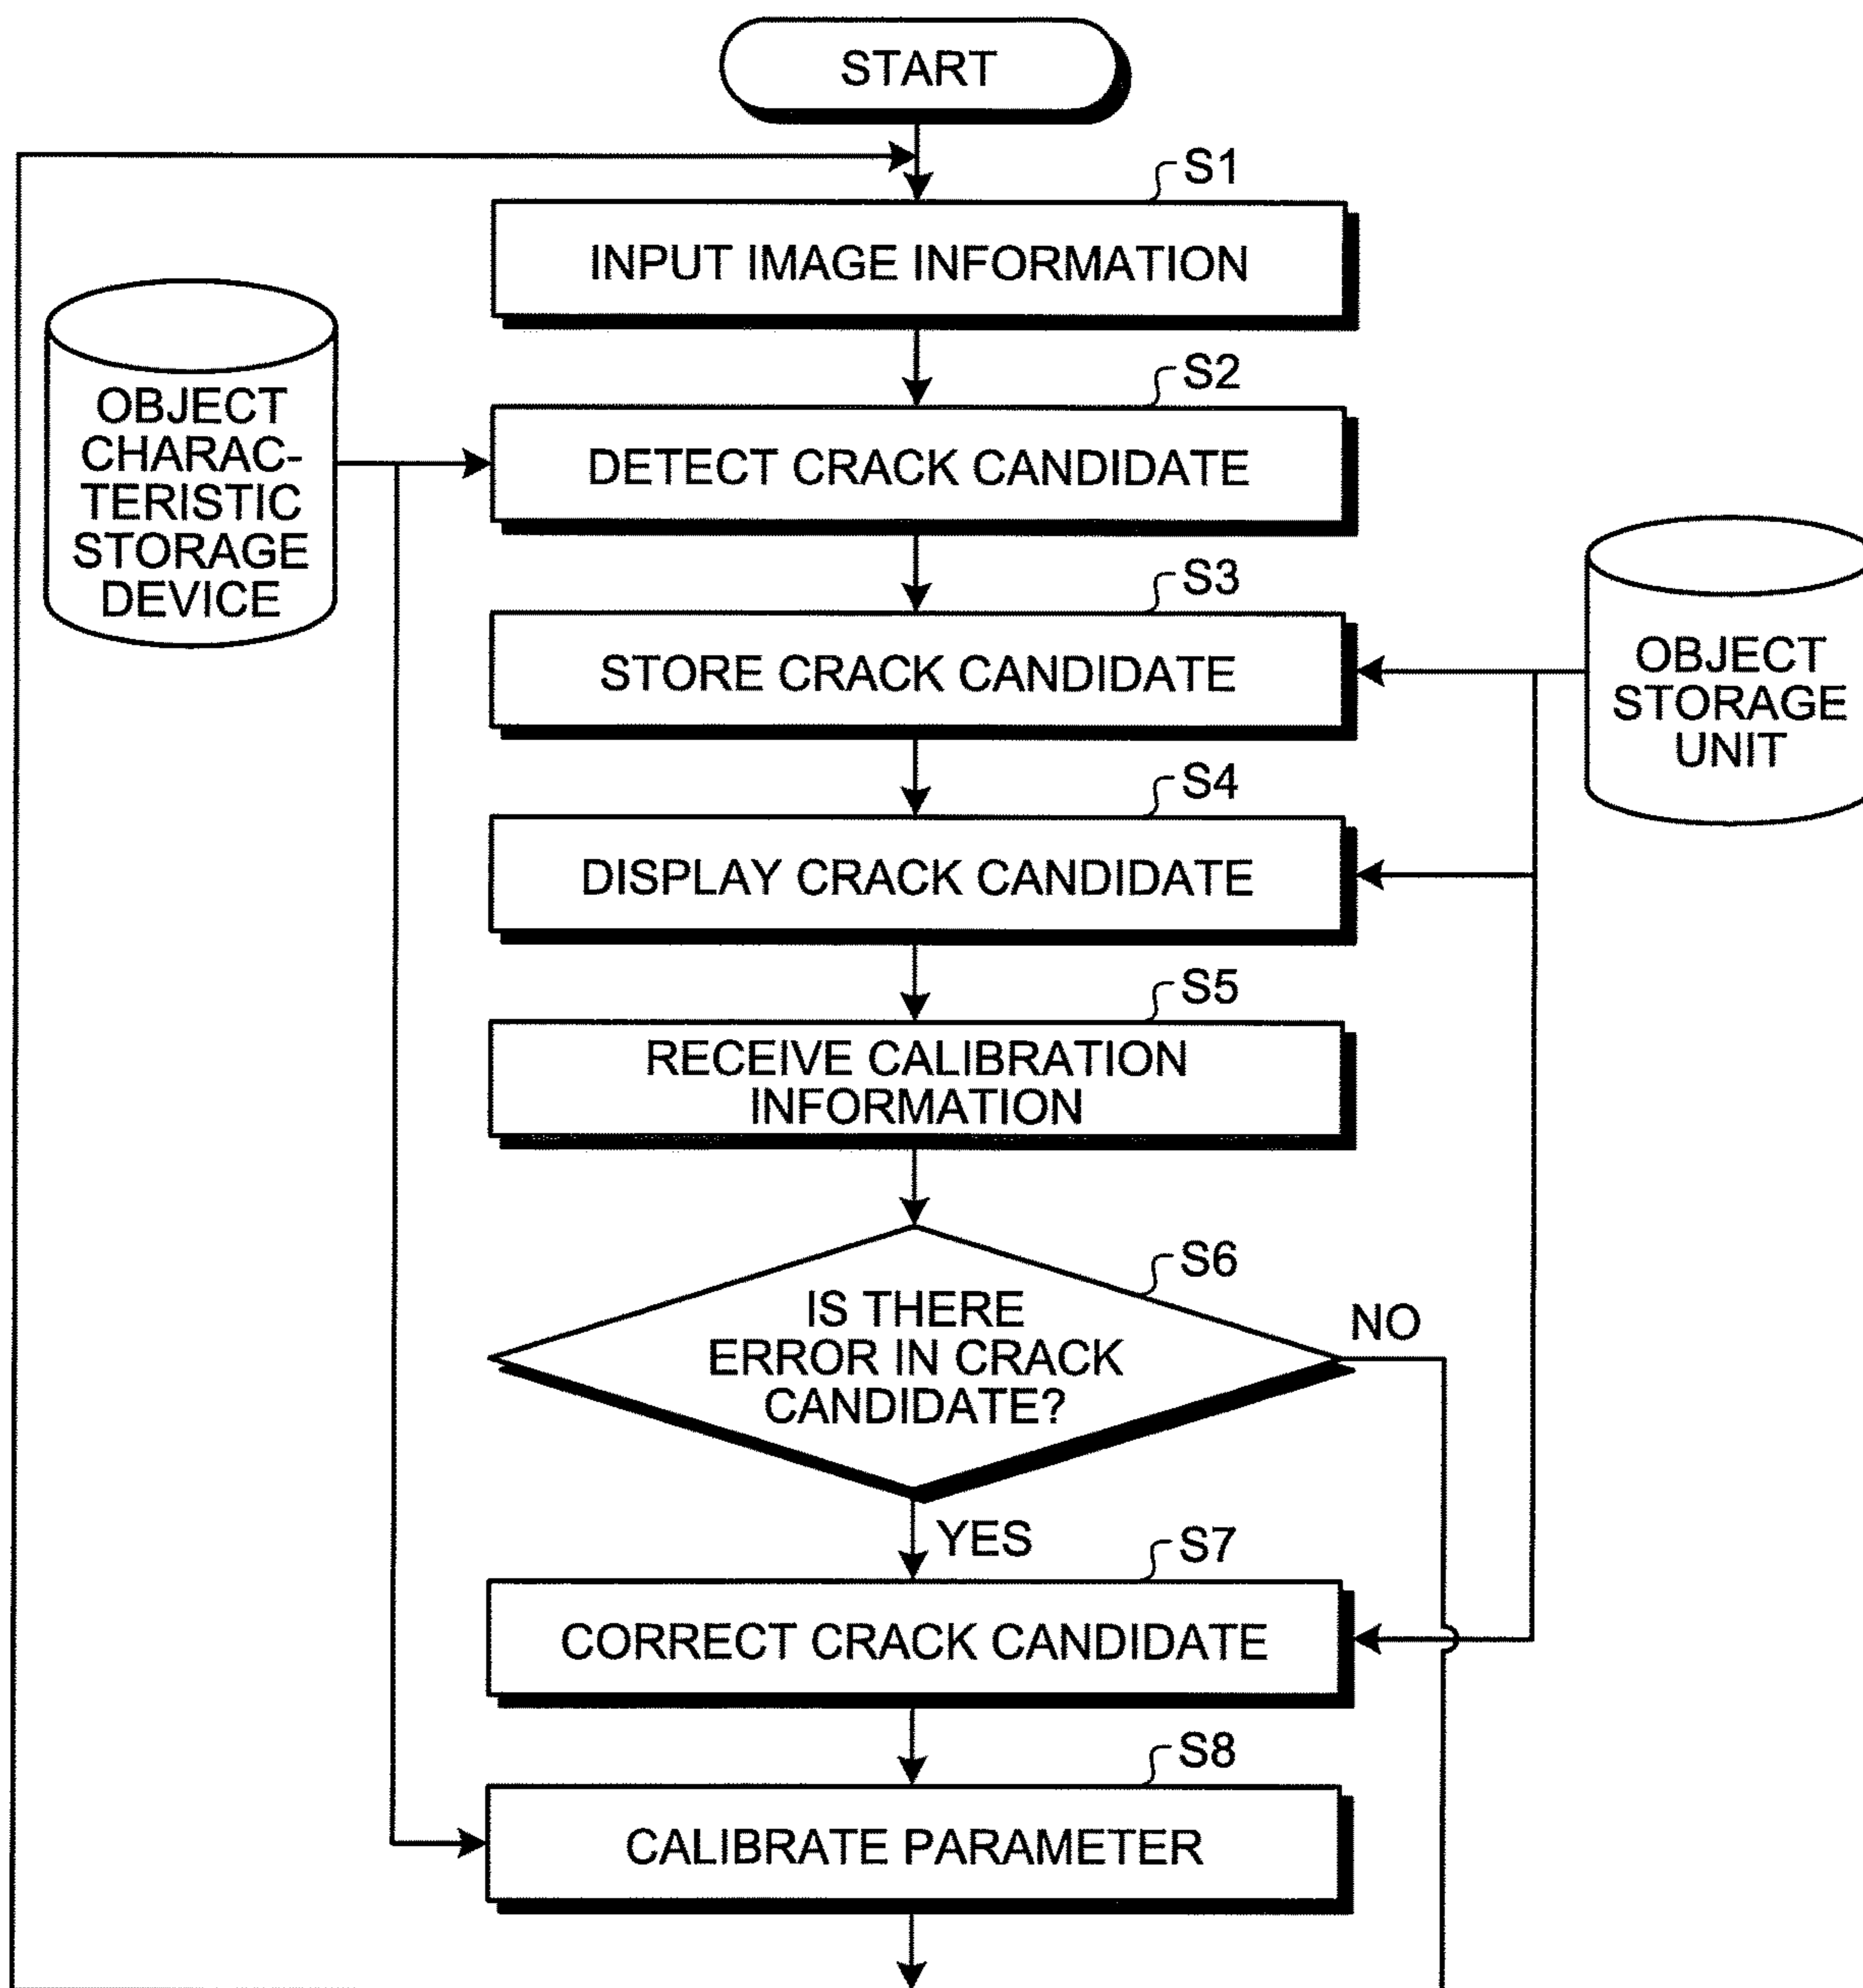 START
S1
INPUT IMAGE INFORMATION
S2
OBJECT
CHARAC-
TERISTIC
STORAGE
DEVICE
DETECT CRACK CANDIDATE
S3
STORE CRACK CANDIDATE
OBJECT
STORAGE
UNIT
S4
DISPLAY CRACK CANDIDATE
S5
RECEIVE CALIBRATION
INFORMATION
S6
IS THERE
ERROR IN CRACK
CANDIDATE?
NO
YES
S7
CORRECT CRACK CANDIDATE
S8
CALIBRATE PARAMETER